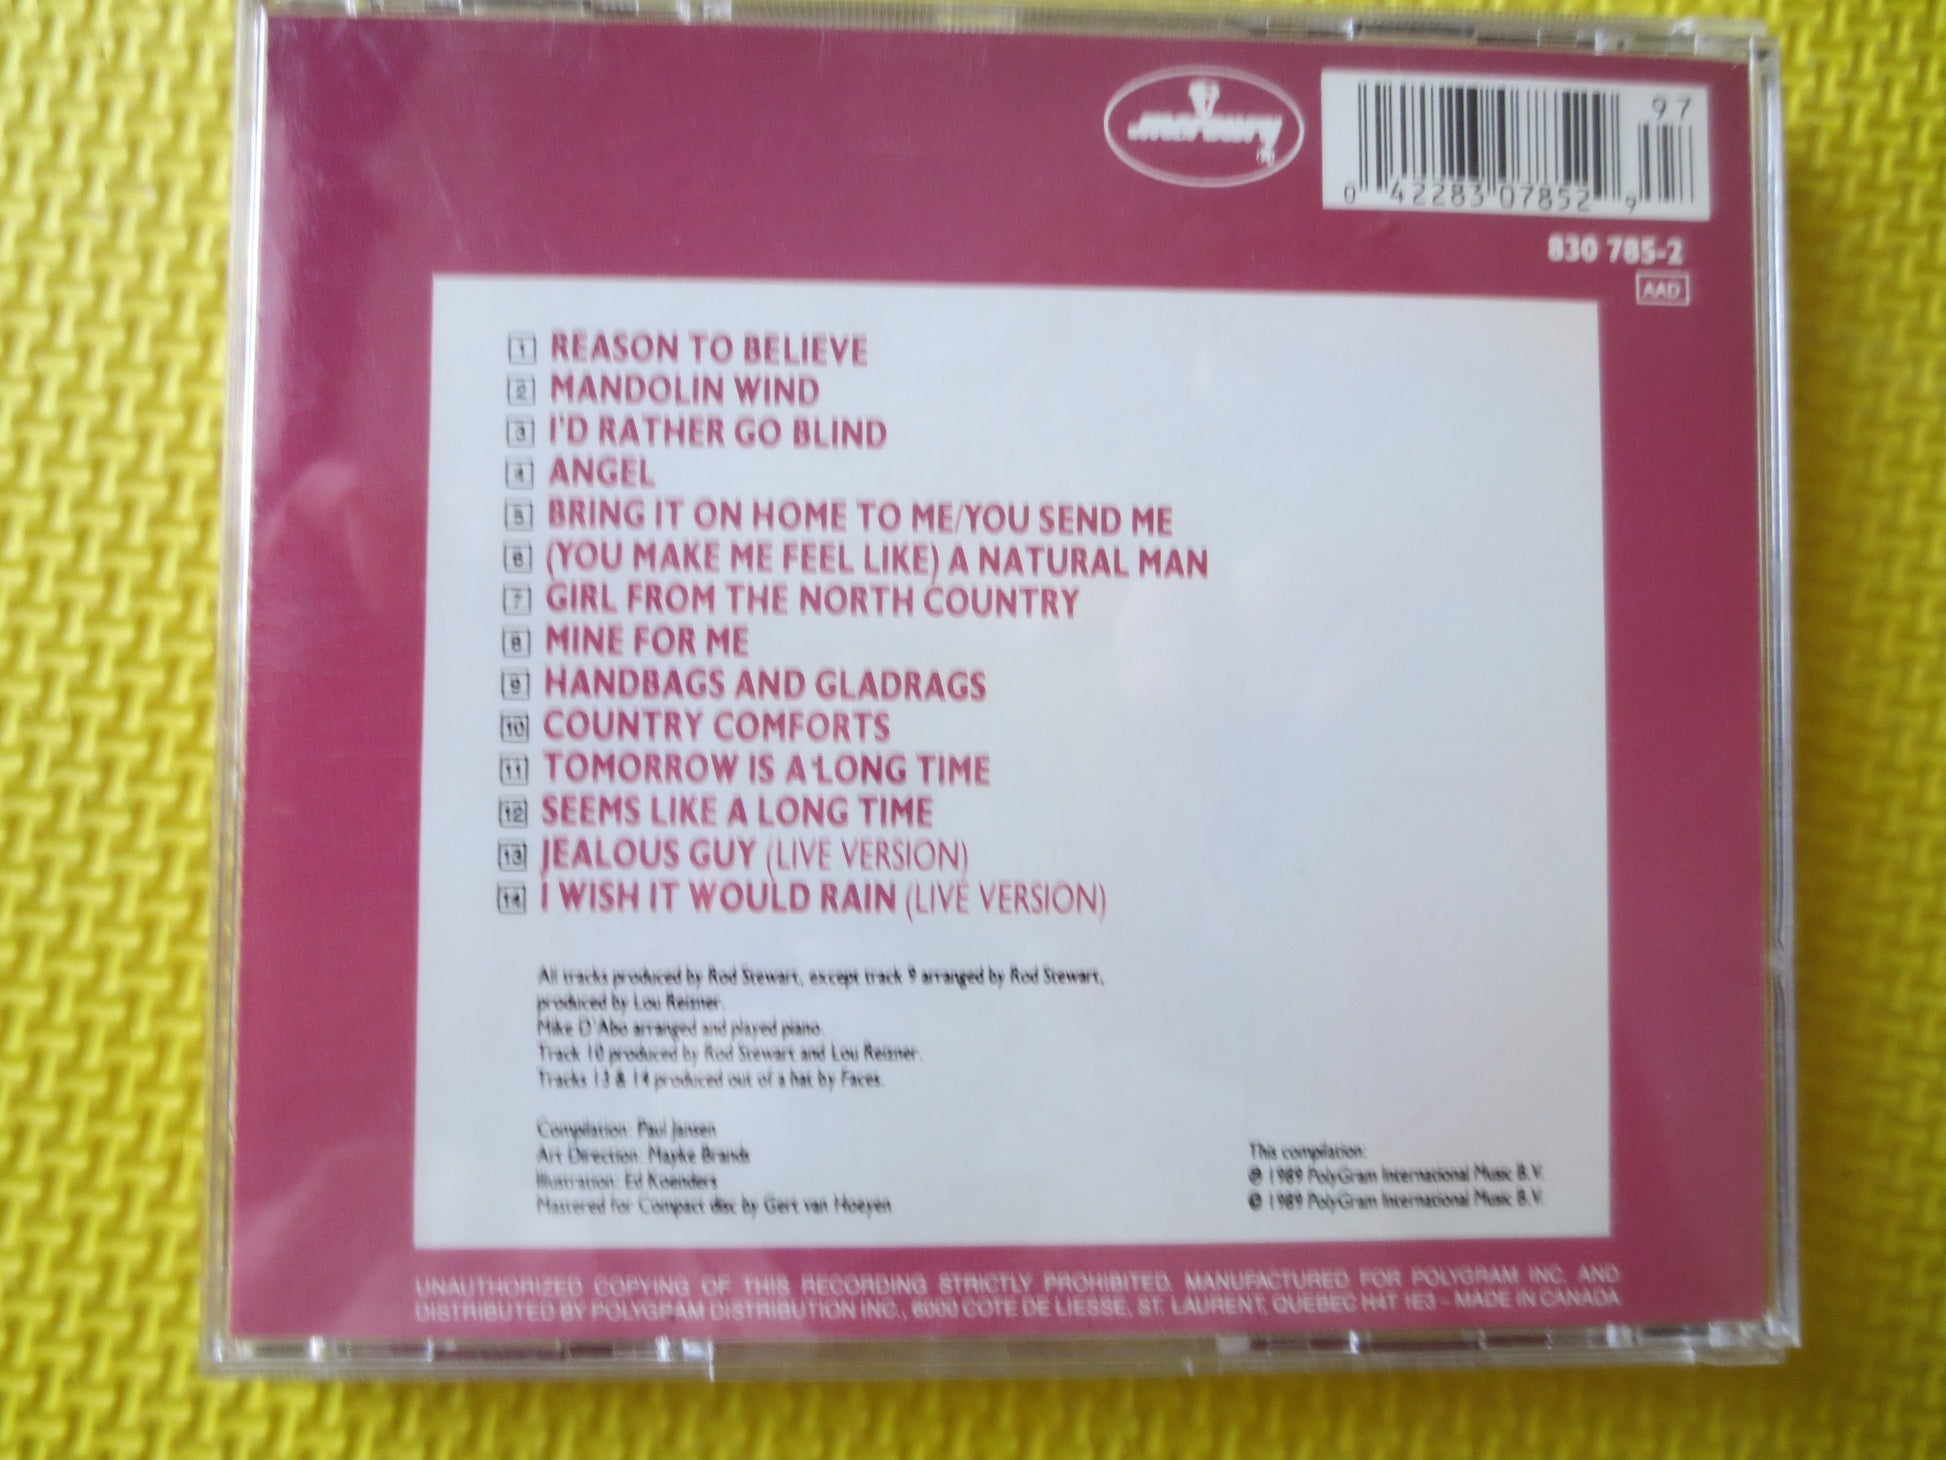 mercury
97
0 42283 07852 9
830 785-2
AAD
1 REASON TO BELIEVE
2 MANDOLIN WIND
3 I'D RATHER GO BLIND
4 ANGEL
5 BRING IT ON HOME TO ME/YOU SEND ME
6 (YOU MAKE ME FEEL LIKE) A NATURAL MAN
7 GIRL FROM THE NORTH COUNTRY
8 MINE FOR ME
9 HANDBAGS AND GLADRAGS
10 COUNTRY COMFORTS
11 TOMORROW IS A LONG TIME
12 SEEMS LIKE A LONG TIME
13 JEALOUS GUY (LIVE VERSION)
14 I WISH IT WOULD RAIN (LIVE VERSION)
All tracks produced by Rod Stewart, except track 9 arranged by Rod Stewart,
produced by Lou Reizner.
Mike D'Abo arranged and played piano.
Track 10 produced by Rod Stewart and Lou Reizner.
Tracks 13 & 14 produced out of a hat by Faces.
Compilation: Paul Jansen
Art Direction: Mayke Brands
Illustration: Ed Koenders
Mastered for Compact disc by Gert van Hoeyen
This compilation:
℗ 1989 PolyGram International Music B.V.
© 1989 PolyGram International Music B.V.
UNAUTHORIZED COPYING OF THIS RECORDING STRICTLY PROHIBITED. MANUFACTURED FOR POLYGRAM INC. AND
DISTRIBUTED BY POLYGRAM DISTRIBUTION INC., 6000 COTE DE LIESSE, ST. LAURENT, QUEBEC H4T 1E3 - MADE IN CANADA